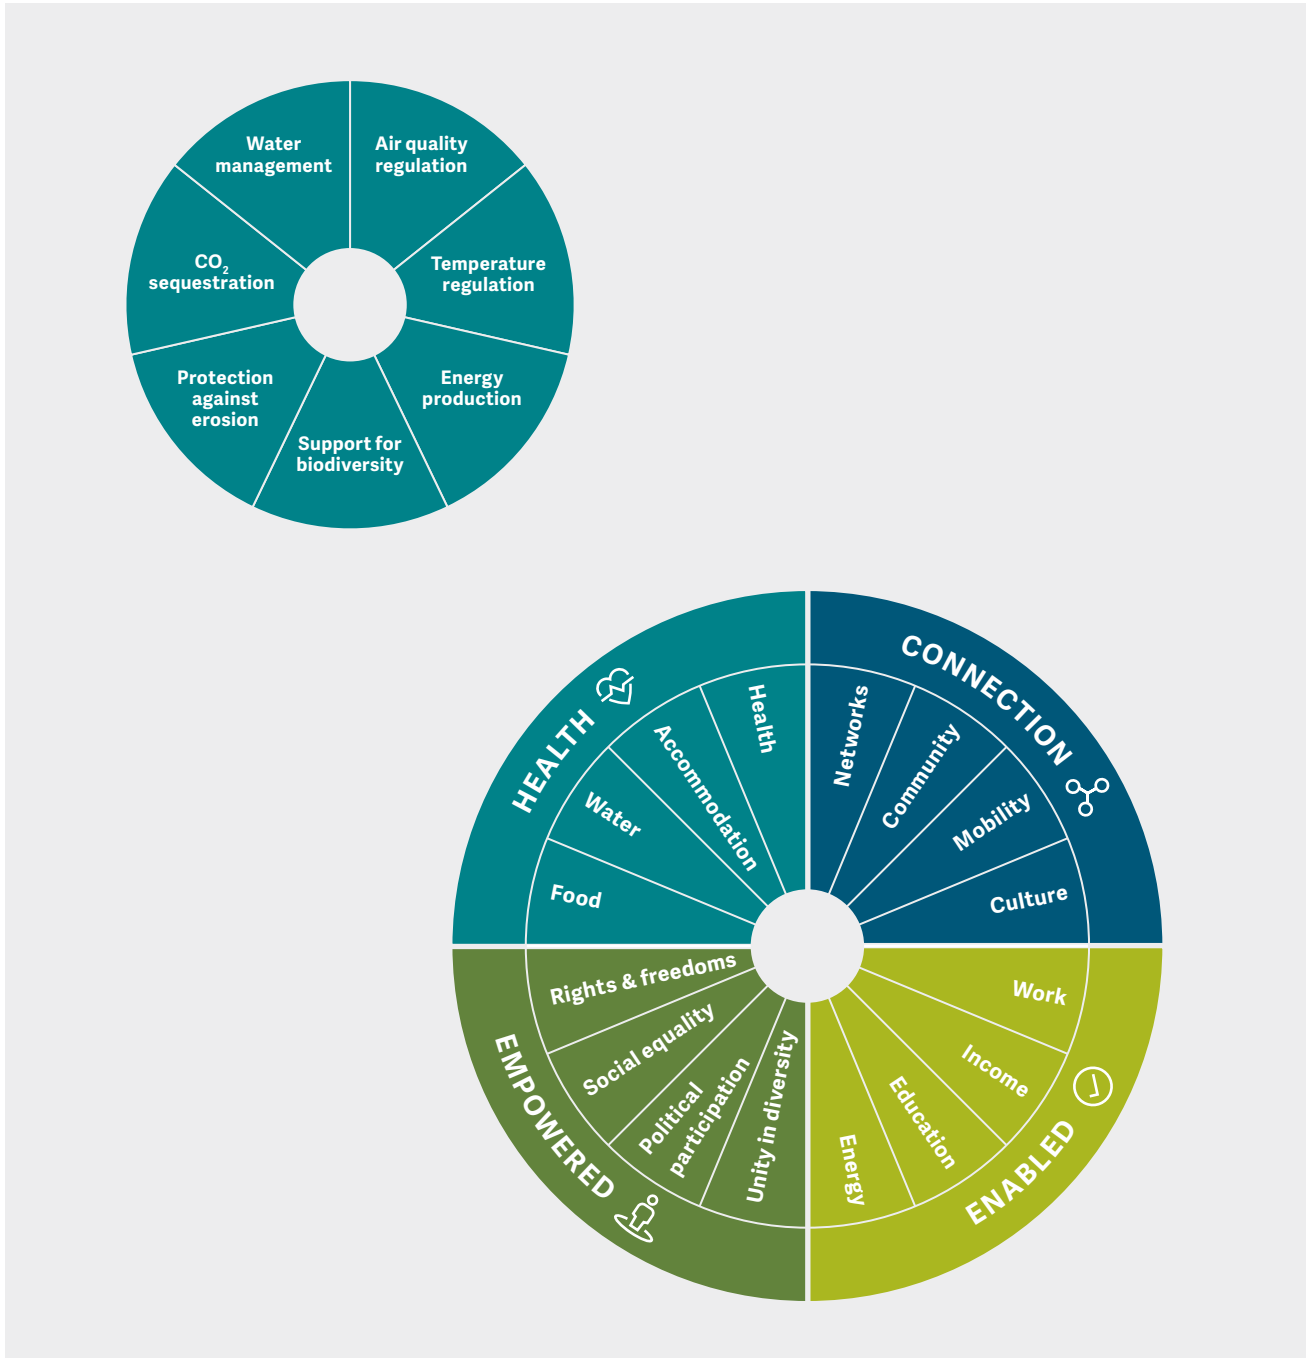 Water
management
Air quality
regulation
Temperature
regulation
Energy
production
Support for
biodiversity
Protection
against
erosion
CO₂
sequestration
HEALTH
Food
Water
Accommodation
Health
CONNECTION
Networks
Community
Mobility
Culture
ENABLED
Work
Income
Education
Energy
EMPOWERED
Rights & freedoms
Social equality
Political
participation
Unity in diversity